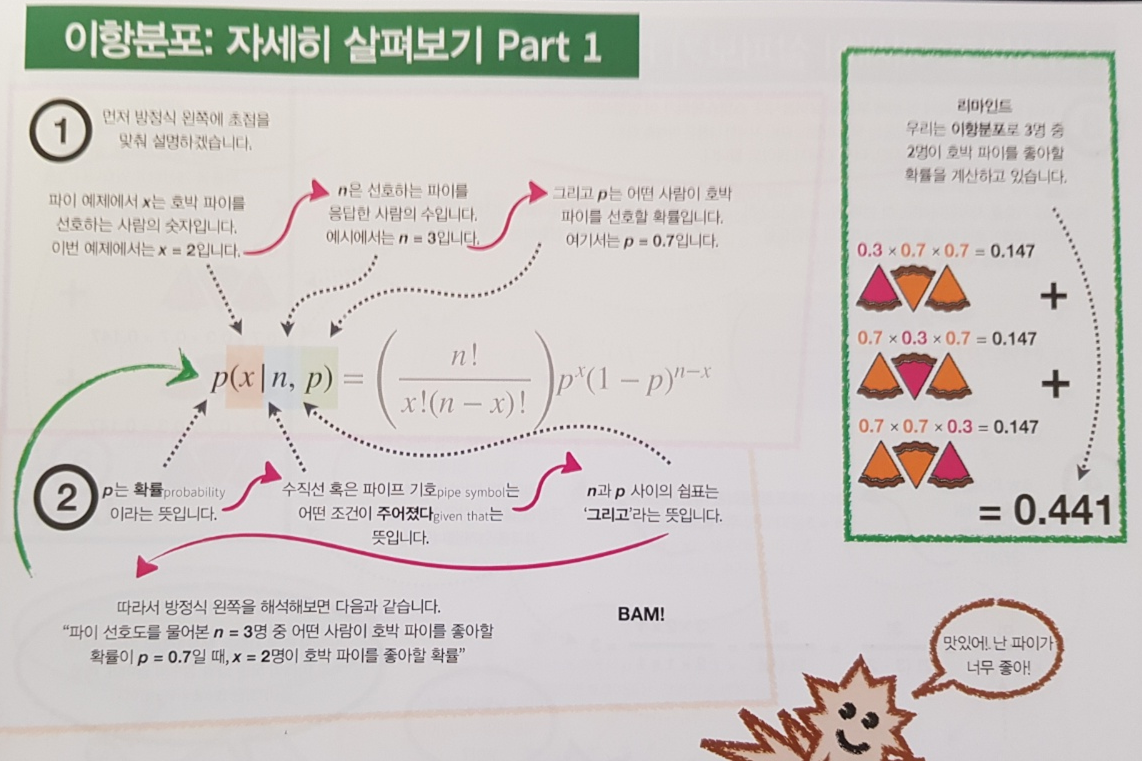 이항분포: 자세히 살펴보기 Part 1
1
먼저 방정식 왼쪽에 초점을
맞춰 설명하겠습니다.
파이 예제에서 x는 호박 파이를
선호하는 사람의 숫자입니다.
이번 예제에서는 x = 2입니다.
n은 선호하는 파이를
응답한 사람의 수입니다.
예시에서는 n = 3입니다.
그리고 p는 어떤 사람이 호박
파이를 선호할 확률입니다.
여기서는 p = 0.7입니다.
p(x|n, p) = (n! / x!(n − x)!) pˣ(1 − p)ⁿ⁻ˣ
2
p는 확률probability
이라는 뜻입니다.
수직선 혹은 파이프 기호pipe symbol는
어떤 조건이 주어졌다given that는
뜻입니다.
n과 p 사이의 쉼표는
‘그리고’라는 뜻입니다.
따라서 방정식 왼쪽을 해석해보면 다음과 같습니다.
“파이 선호도를 물어본 n = 3명 중 어떤 사람이 호박 파이를 좋아할
확률이 p = 0.7일 때, x = 2명이 호박 파이를 좋아할 확률”
BAM!
리마인드
우리는 이항분포로 3명 중
2명이 호박 파이를 좋아할
확률을 계산하고 있습니다.
0.3 × 0.7 × 0.7 = 0.147
+
0.7 × 0.3 × 0.7 = 0.147
+
0.7 × 0.7 × 0.3 = 0.147
= 0.441
맛있어! 난 파이가
너무 좋아!